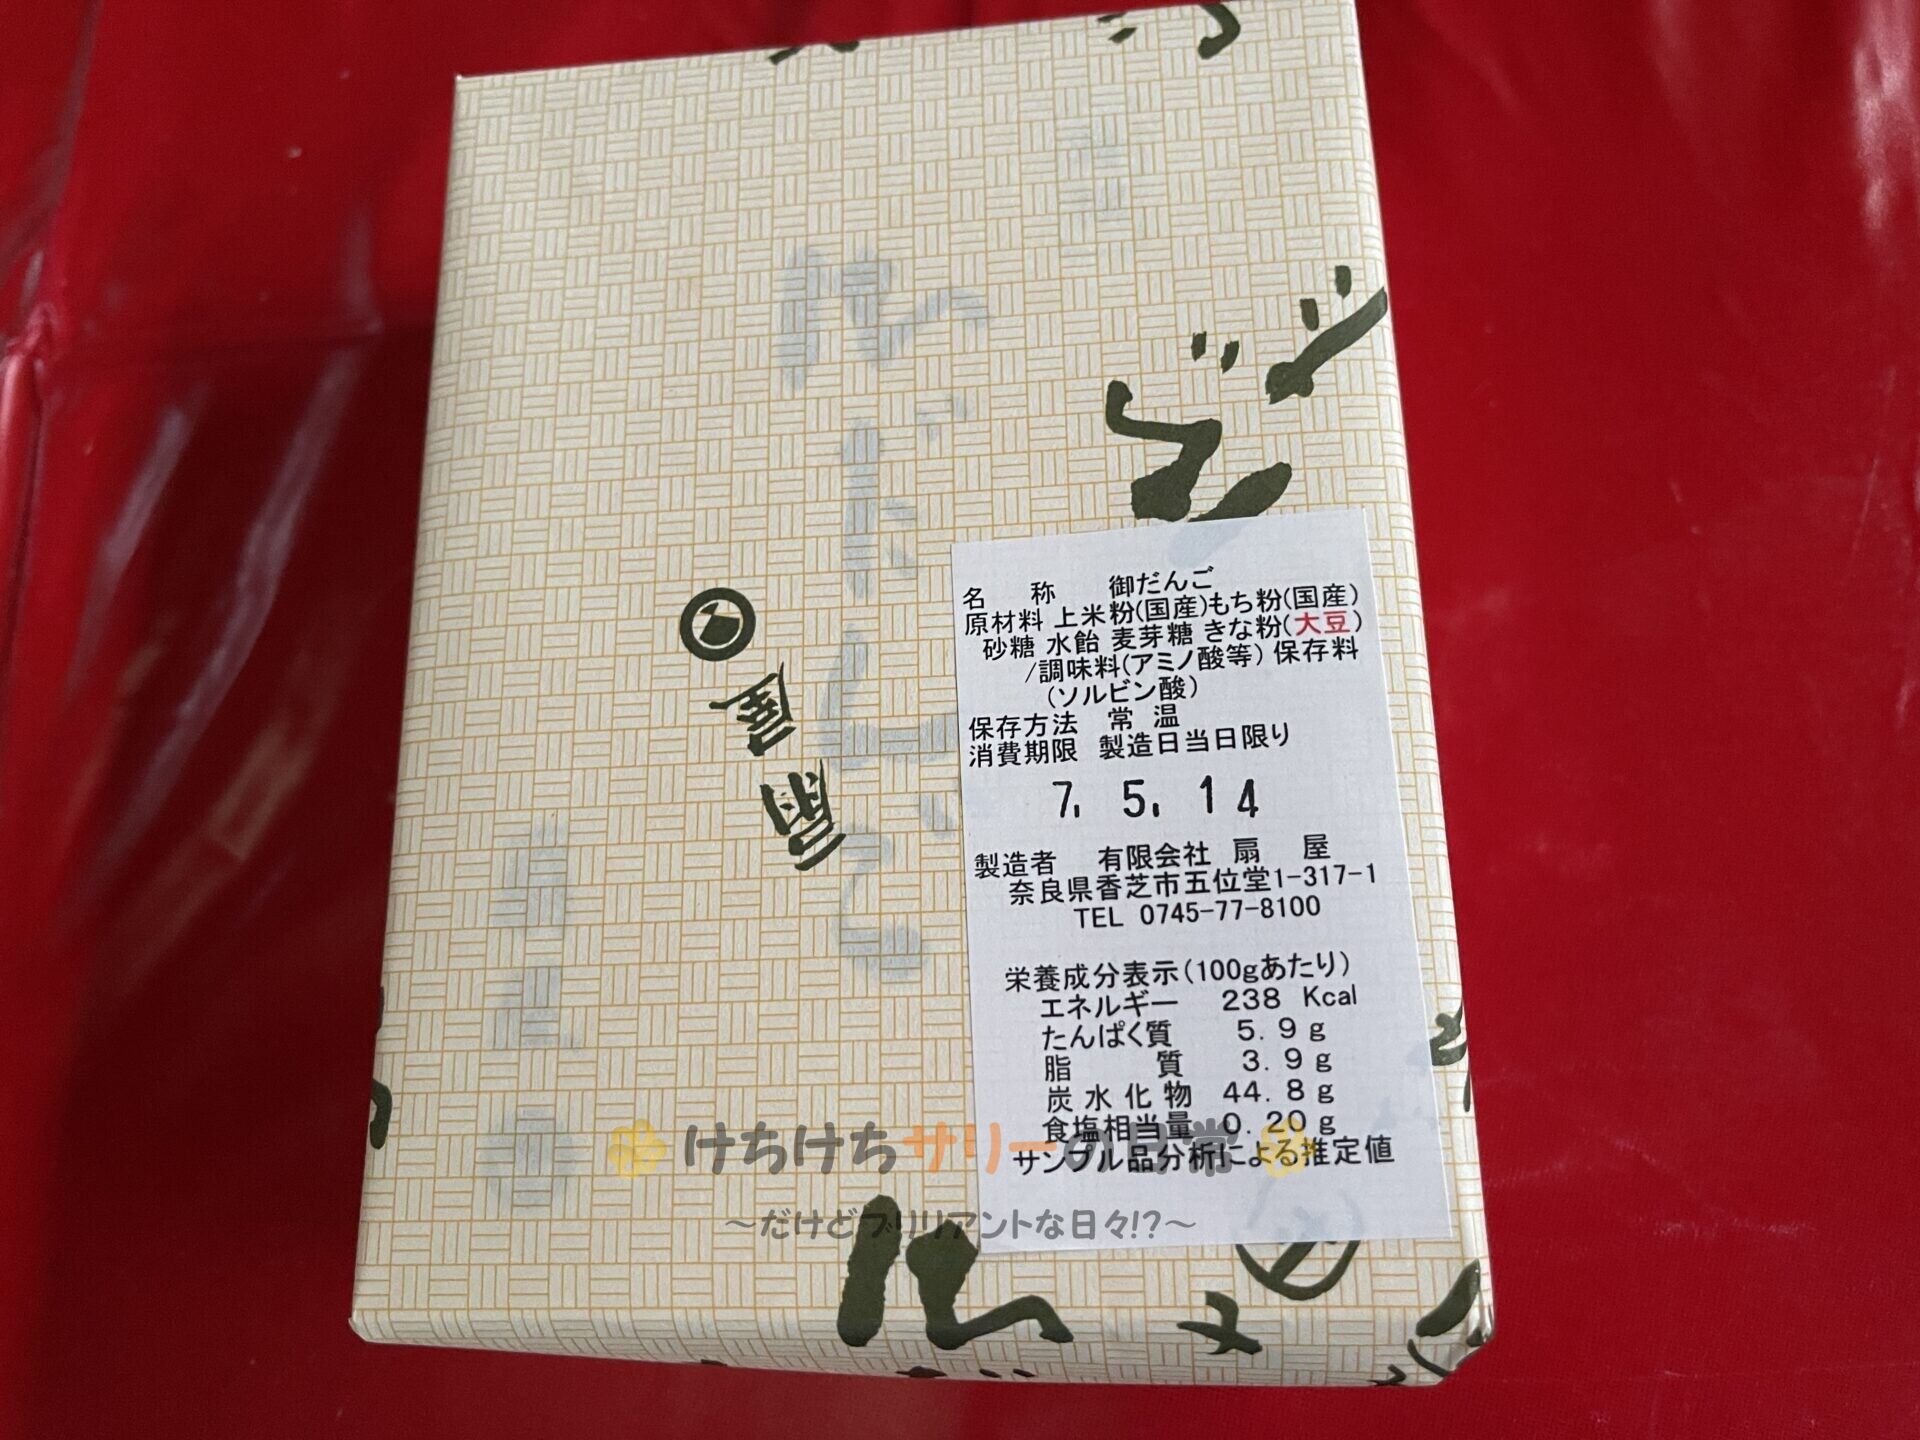 名 称 御だんご
原材料 上米粉(国産)もち粉(国産)
砂糖 水飴 麦芽糖 きな粉(大豆)
/調味料(アミノ酸等) 保存料
(ソルビン酸)
保存方法 常 温
消費期限 製造日当日限り
7. 5. 14
製造者 有限会社 扇 屋
奈良県香芝市五位堂1-317-1
TEL 0745-77-8100
栄養成分表示(100gあたり)
エネルギー 238 Kcal
たんぱく質 5.9g
脂 質 3.9g
炭水化物 44.8g
食塩相当量 0.20g
サンプル品分析による推定値
扇屋
けちけちサリーの日常
～だけどブリリアントな日々!?～